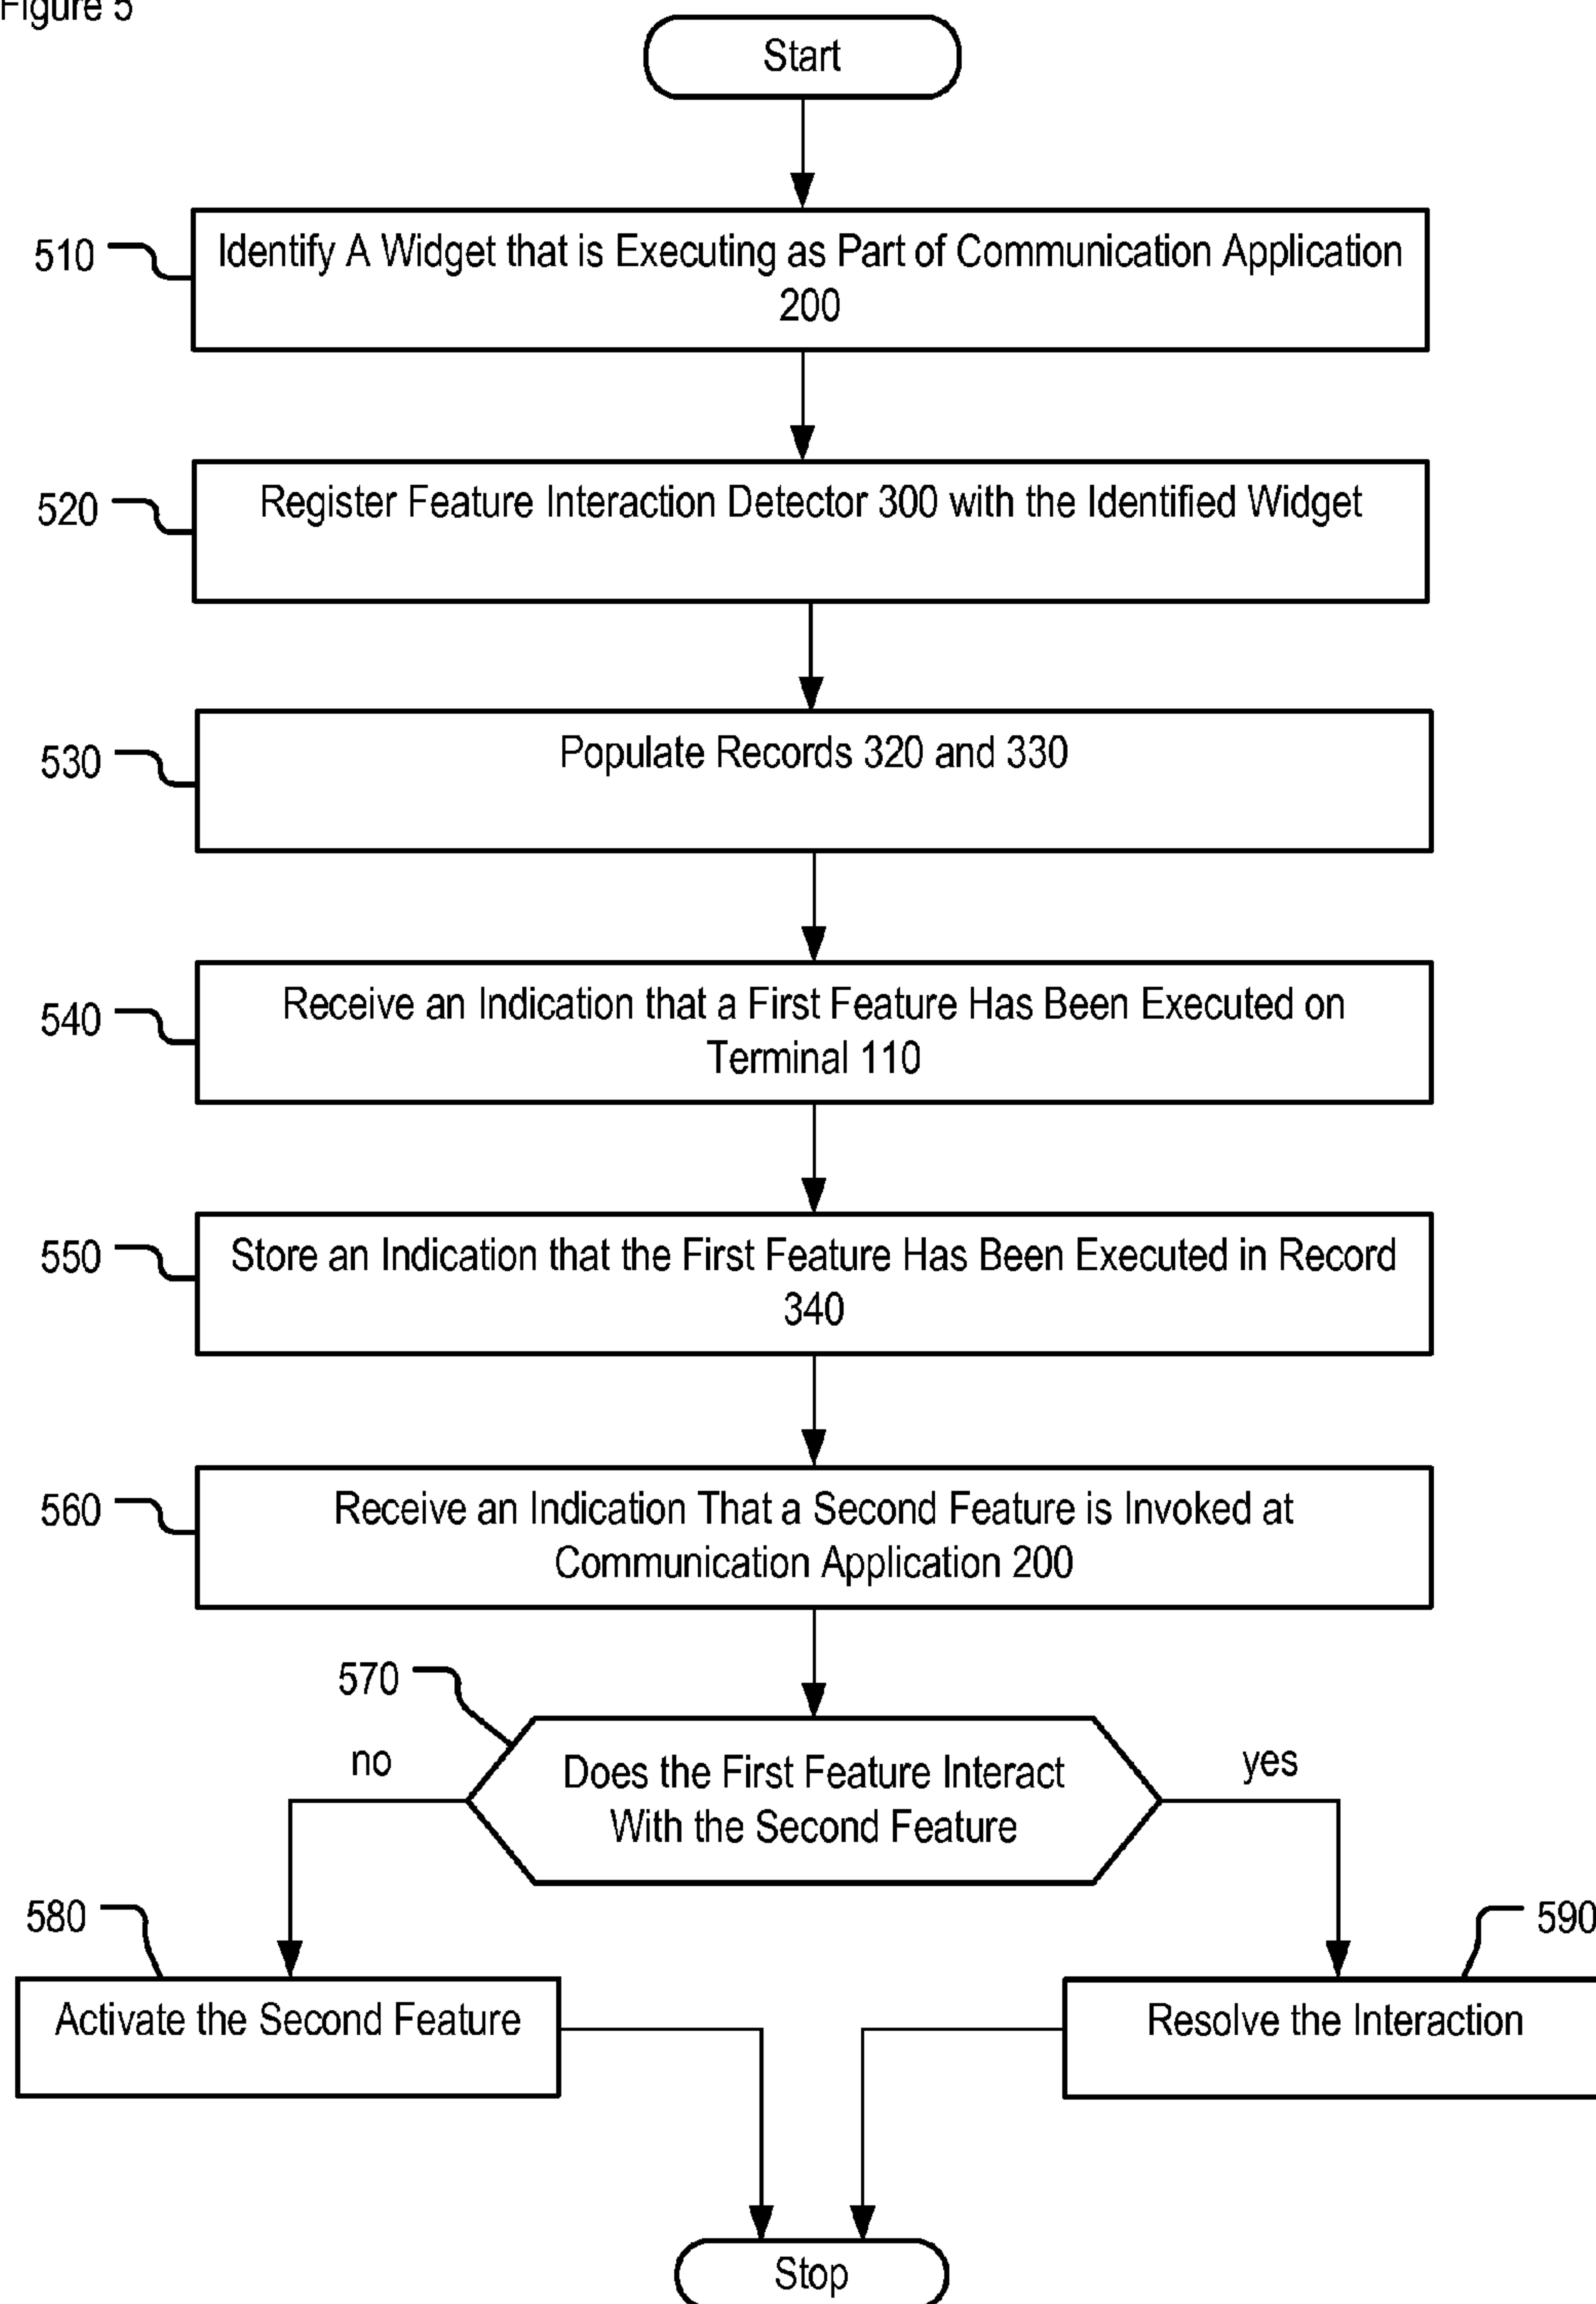 Figure 5
Start
510
Identify A Widget that is Executing as Part of Communication Application
200
520
Register Feature Interaction Detector 300 with the Identified Widget
530
Populate Records 320 and 330
540
Receive an Indication that a First Feature Has Been Executed on
Terminal 110
550
Store an Indication that the First Feature Has Been Executed in Record
340
560
Receive an Indication That a Second Feature is Invoked at
Communication Application 200
570
no
Does the First Feature Interact
With the Second Feature
yes
580
590
Activate the Second Feature
Resolve the Interaction
Stop